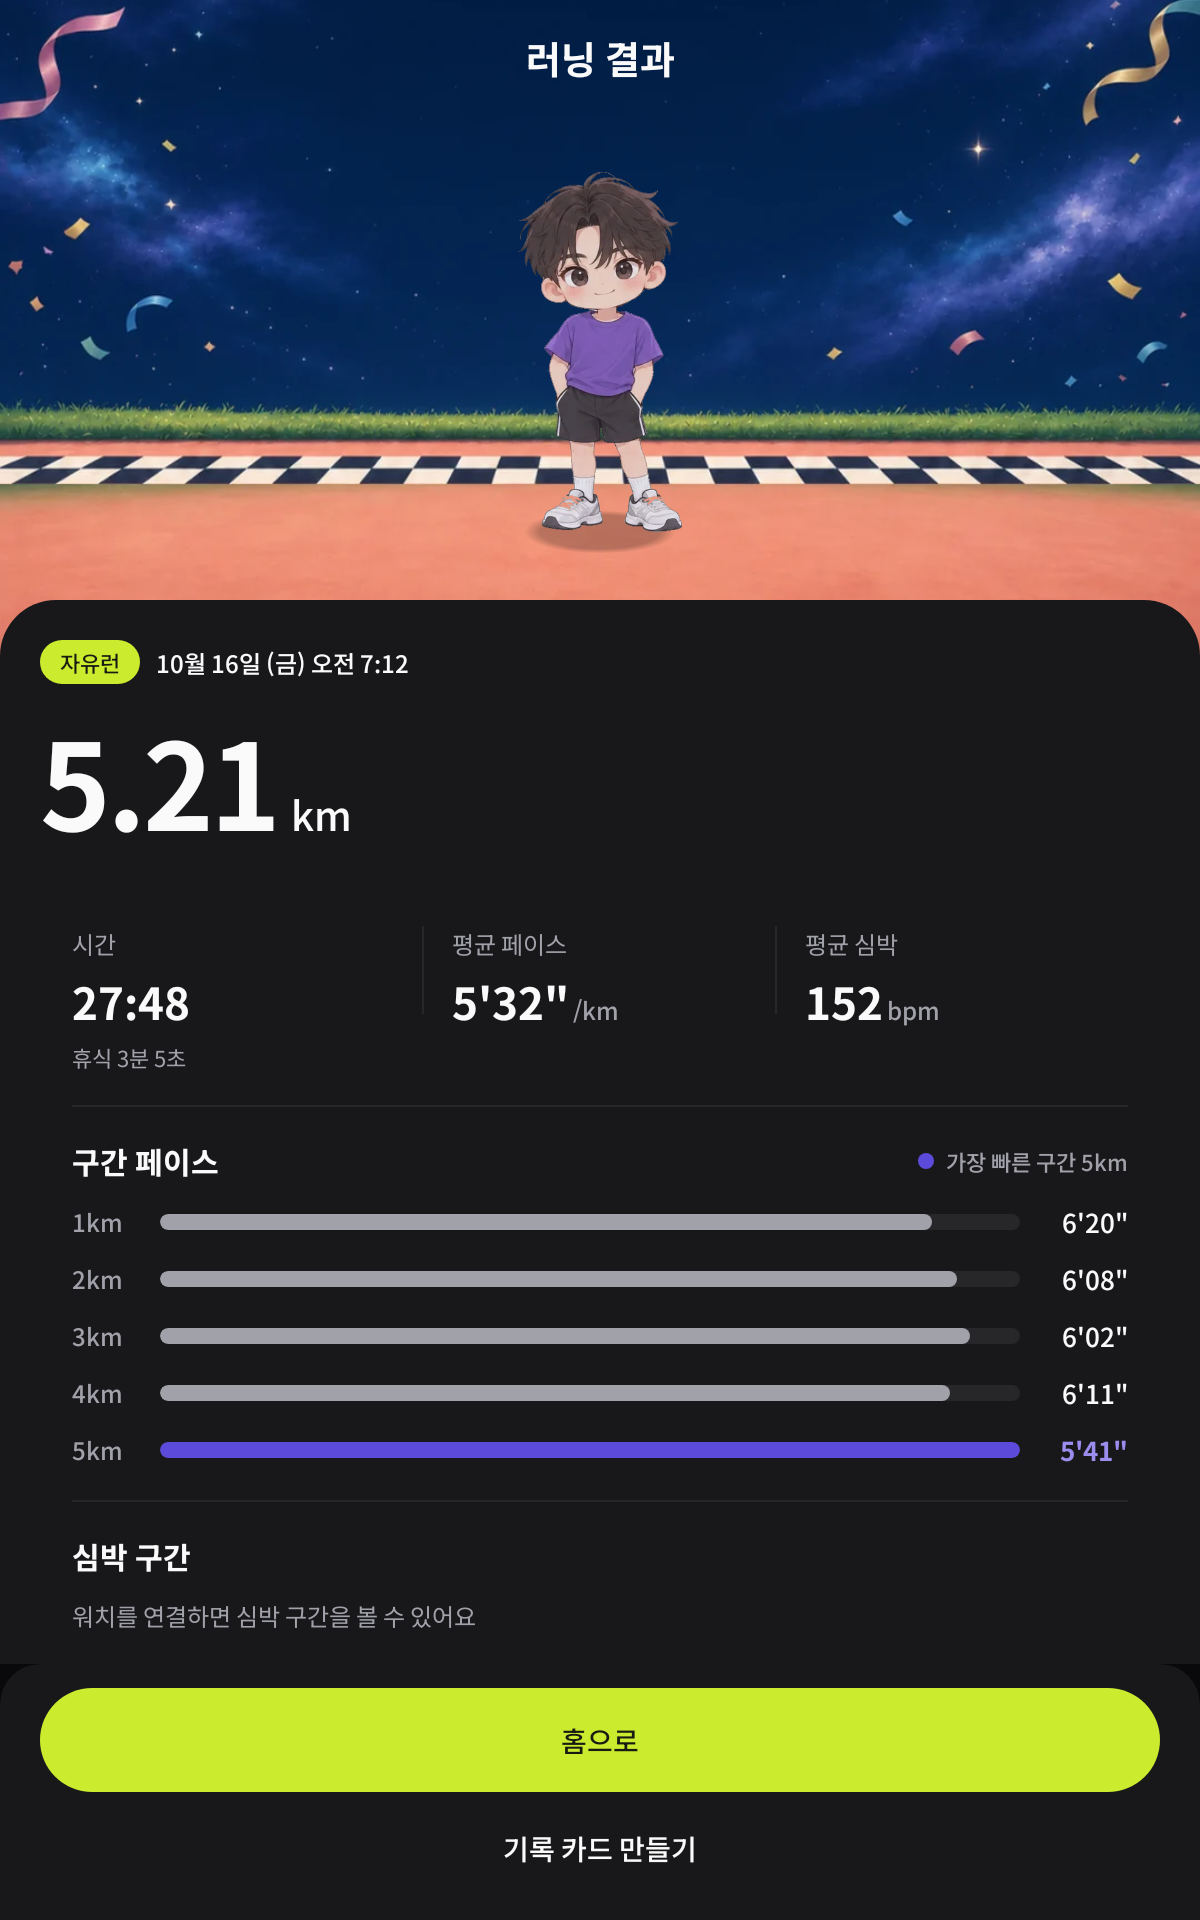 러닝 결과
자유런 10월 16일 (금) 오전 7:12
5.21 km
시간 평균 페이스 평균 심박
27:48 5'32" /km 152 bpm
휴식 3분 5초
구간 페이스 가장 빠른 구간 5km
1km 6'20"
2km 6'08"
3km 6'02"
4km 6'11"
5km 5'41"
심박 구간
워치를 연결하면 심박 구간을 볼 수 있어요
홈으로
기록 카드 만들기